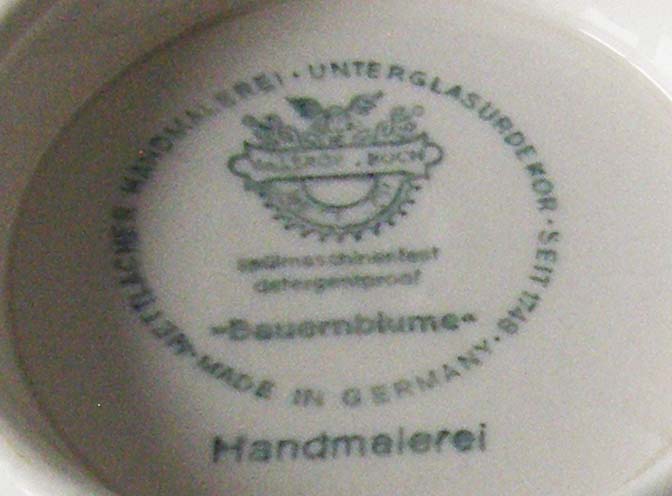 METTLACHER HANDMALEREI · UNTERGLASURDEKOR · SEIT 1748 · MADE IN GERMANY ·
VILLEROY & BOCH
spülmaschinenfest
detergentproof
»Bauernblume«
Handmalerei